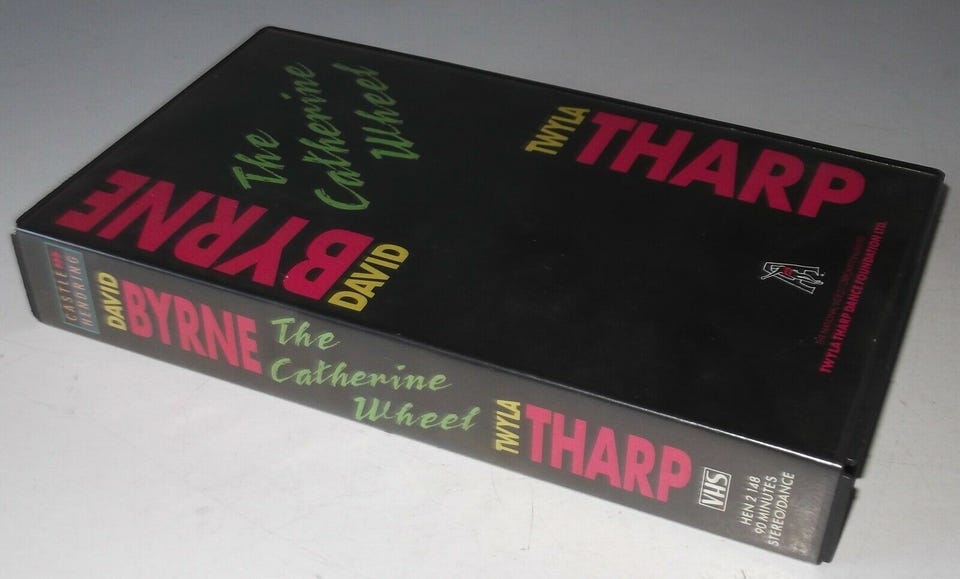 The
Catherine
Wheel
DAVID
BYRNE
TWYLA
THARP
TWYLA THARP DANCE FOUNDATION LTD.
CASTLE
HENDRING
DAVID
BYRNE
The
Catherine
Wheel
TWYLA
THARP
VHS
HEN 2 148
90 MINUTES
STEREO/DANCE